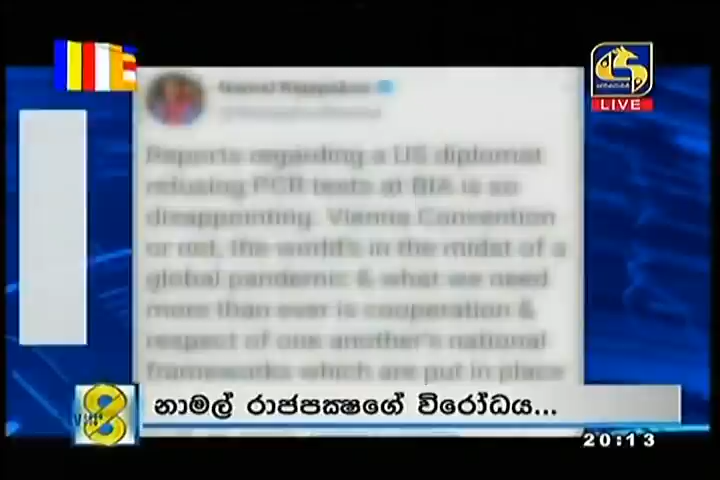 LIVE
Reports regarding a US diplomat
refusing PCR tests at BIA is so
disappointing. Vienna Convention
or not, the world's in the midst of a
global pandemic & what we need
more than ever is cooperation &
respect of one another's national
frameworks which are put in place
8
නාමල් රාජපක්ෂගේ විරෝධය...
20:13